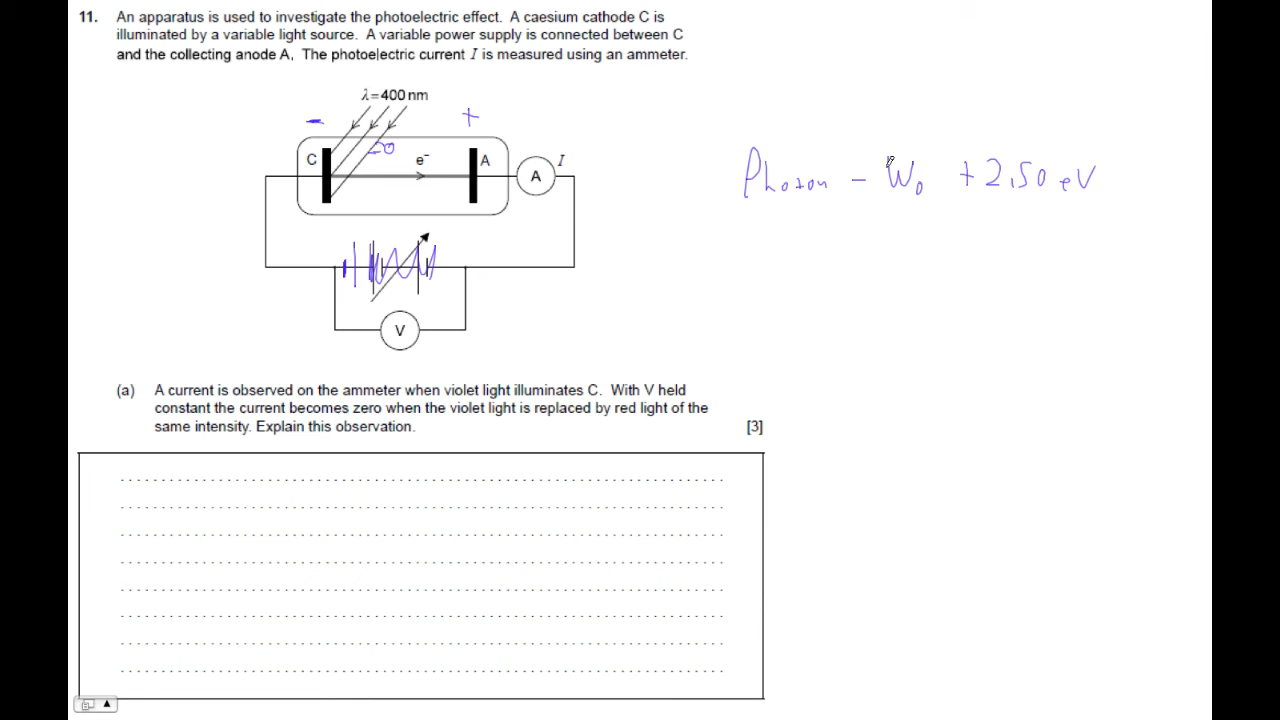 11. An apparatus is used to investigate the photoelectric effect. A caesium cathode C is
illuminated by a variable light source. A variable power supply is connected between C
and the collecting anode A, The photoelectric current I is measured using an ammeter.
λ=400 nm
- +
C e⁻ A A I
Photon - W₀ + 2.50 eV
V
(a) A current is observed on the ammeter when violet light illuminates C. With V held
constant the current becomes zero when the violet light is replaced by red light of the
same intensity. Explain this observation. [3]